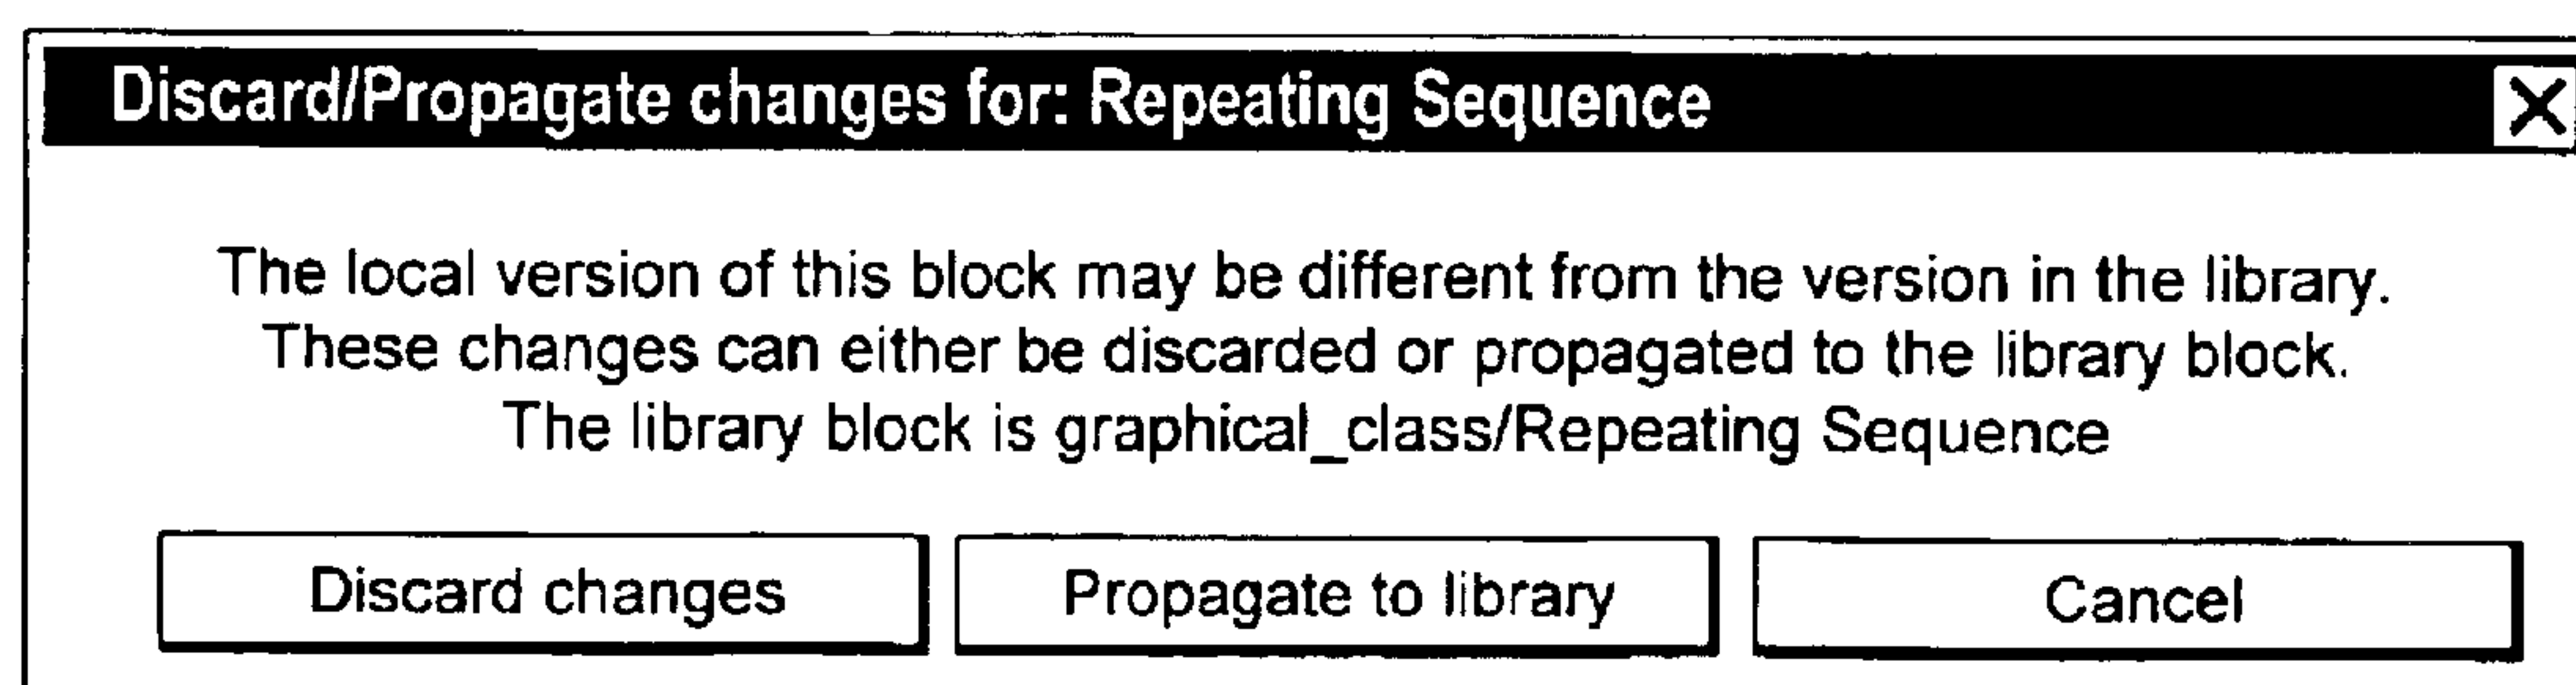 Discard/Propagate changes for: Repeating Sequence
The local version of this block may be different from the version in the library.
These changes can either be discarded or propagated to the library block.
The library block is graphical_class/Repeating Sequence
Discard changes
Propagate to library
Cancel